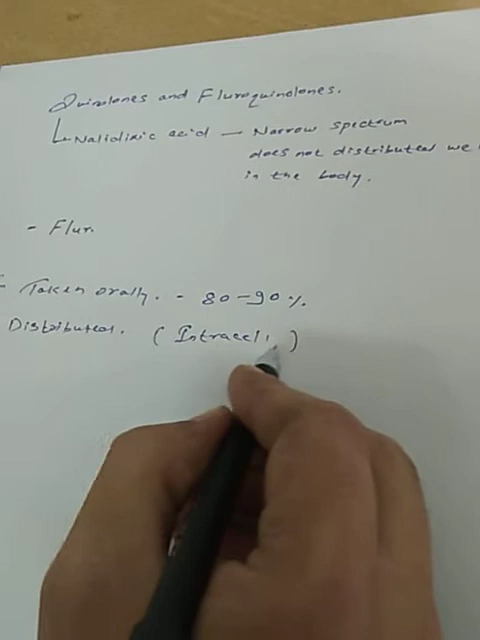 Quinolones and Fluroquinolones.
Nalidixic acid — Narrow spectrum
does not distributed we
in the body.
- Flur.
- Taken orally. - 80-90%.
Distributed. (Intracell. )